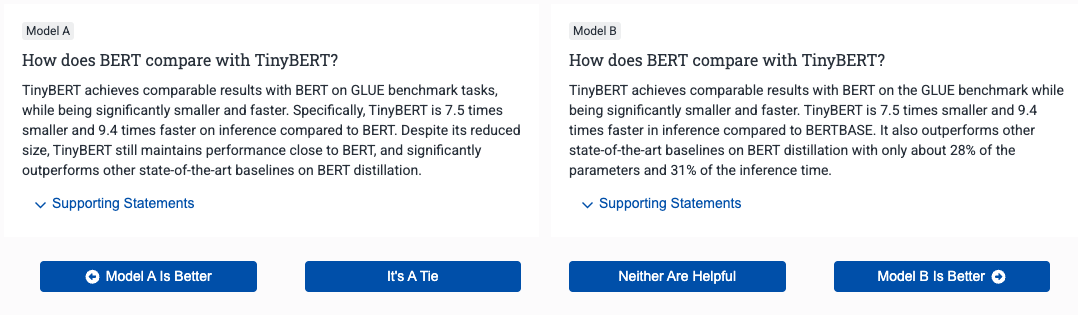 Model A
How does BERT compare with TinyBERT?
TinyBERT achieves comparable results with BERT on GLUE benchmark tasks,
while being significantly smaller and faster. Specifically, TinyBERT is 7.5 times
smaller and 9.4 times faster on inference compared to BERT. Despite its reduced
size, TinyBERT still maintains performance close to BERT, and significantly
outperforms other state-of-the-art baselines on BERT distillation.
Supporting Statements
Model B
How does BERT compare with TinyBERT?
TinyBERT achieves comparable results with BERT on the GLUE benchmark while
being significantly smaller and faster. TinyBERT is 7.5 times smaller and 9.4
times faster in inference compared to BERTBASE. It also outperforms other
state-of-the-art baselines on BERT distillation with only about 28% of the
parameters and 31% of the inference time.
Supporting Statements
Model A Is Better
It's A Tie
Neither Are Helpful
Model B Is Better